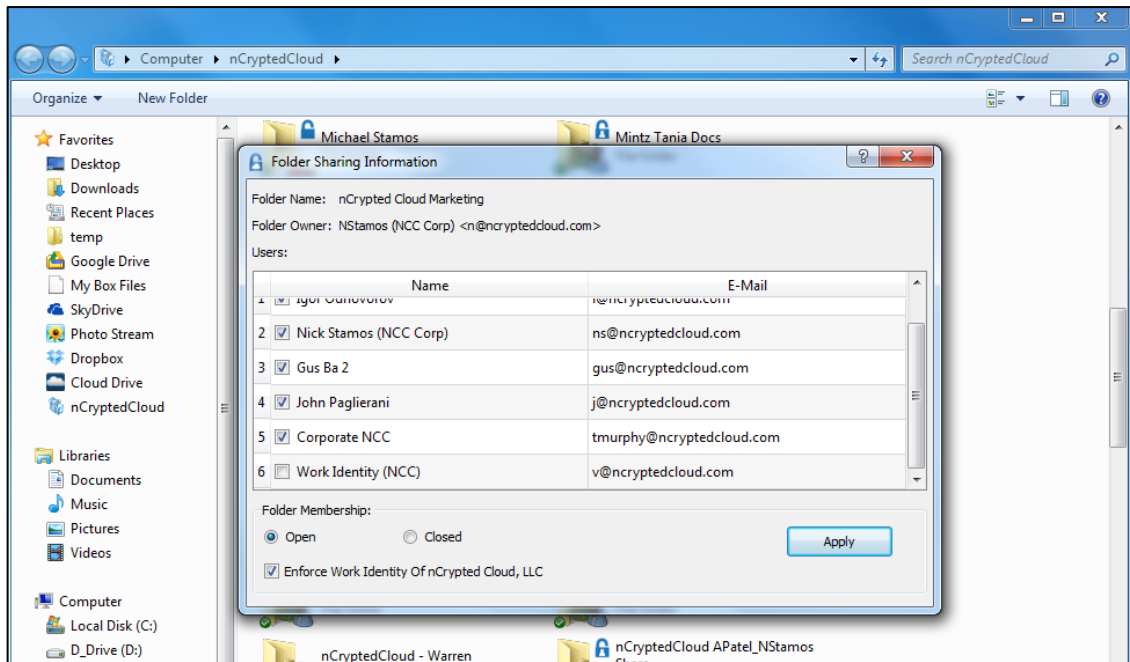 Computer nCryptedCloud
Search nCryptedCloud
Organize New Folder
Favorites
Desktop
Downloads
Recent Places
temp
Google Drive
My Box Files
SkyDrive
Photo Stream
Dropbox
Cloud Drive
nCryptedCloud
Libraries
Documents
Music
Pictures
Videos
Computer
Local Disk (C:)
D_Drive (D:)
Michael Stamos Mintz Tania Docs
Folder Sharing Information
Folder Name: nCrypted Cloud Marketing
Folder Owner: NStamos (NCC Corp) <n@ncryptedcloud.com>
Users:
Name E-Mail
1 Igor
2 Nick Stamos (NCC Corp) ns@ncryptedcloud.com
3 Gus Ba 2 gus@ncryptedcloud.com
4 John Paglierani j@ncryptedcloud.com
5 Corporate NCC tmurphy@ncryptedcloud.com
6 Work Identity (NCC) v@ncryptedcloud.com
Folder Membership:
Open Closed
Apply
Enforce Work Identity Of nCrypted Cloud, LLC
nCryptedCloud - Warren nCryptedCloud APatel_NStamos
Share